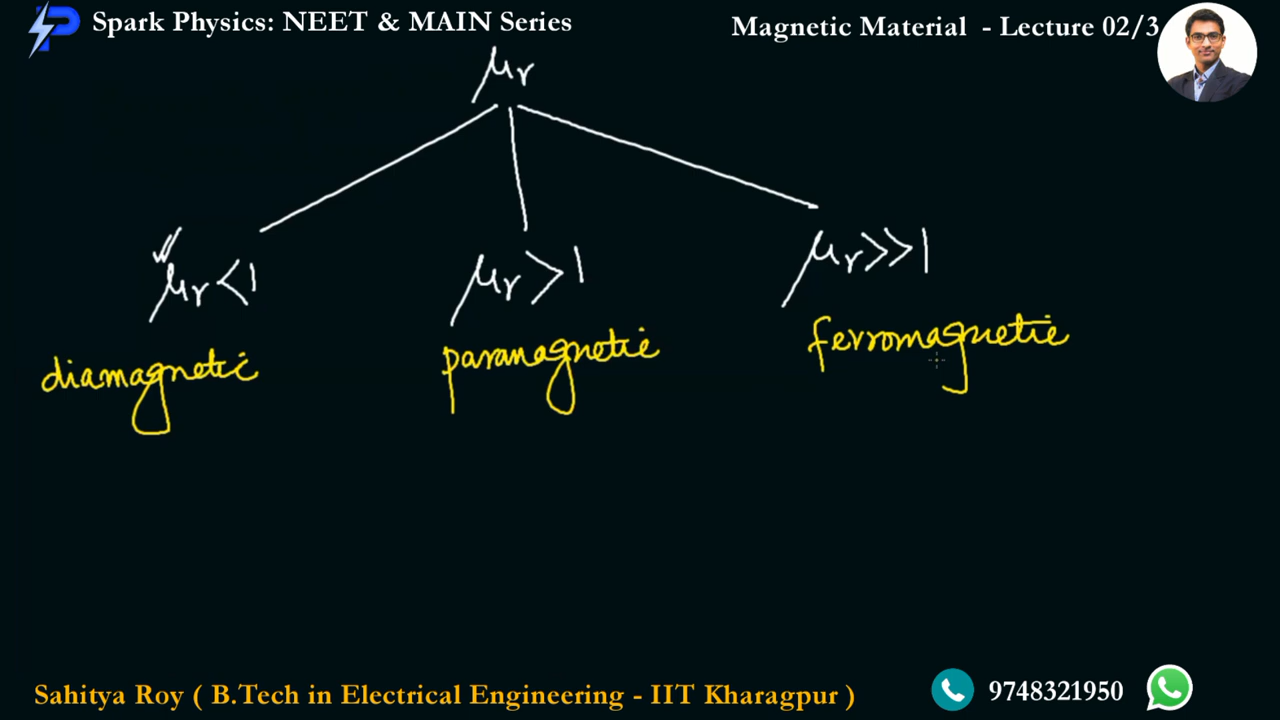 Spark Physics: NEET & MAIN Series
Magnetic Material - Lecture 02/3
μr
μr<1 μr>1 μr>>1
diamagnetic paramagnetic ferromagnetic
Sahitya Roy ( B.Tech in Electrical Engineering - IIT Kharagpur )
9748321950